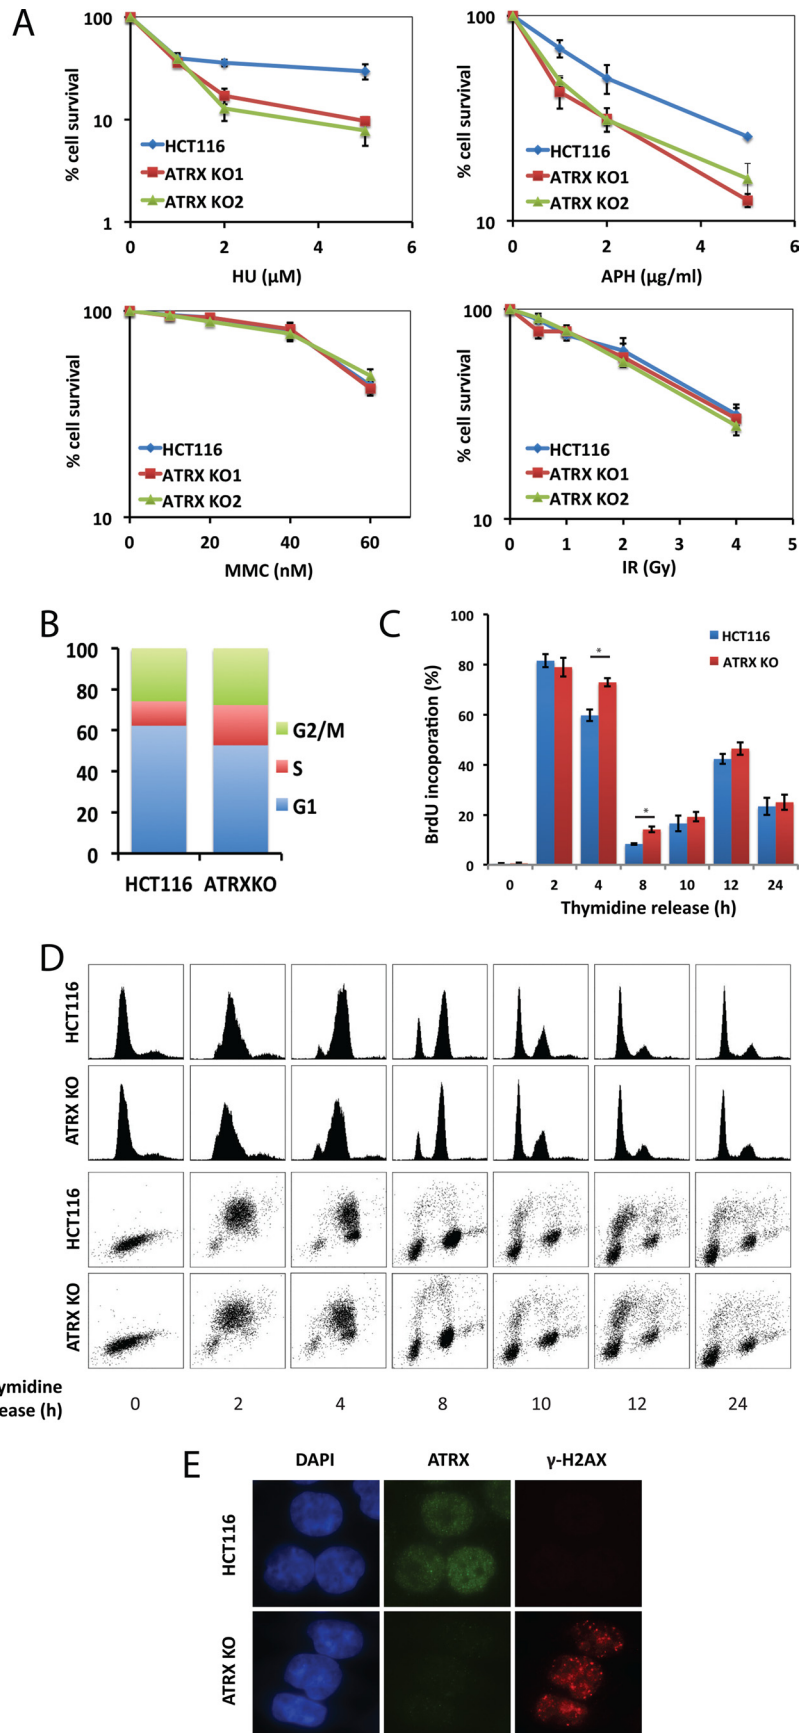 A
100
10
1
% cell survival
HCT116
ATRX KO1
ATRX KO2
0 2 4 6
HU (µM)
100
10
% cell survival
HCT116
ATRX KO1
ATRX KO2
0 2 4 6
APH (µg/ml)
100
10
% cell survival
HCT116
ATRX KO1
ATRX KO2
0 20 40 60
MMC (nM)
100
10
% cell survival
HCT116
ATRX KO1
ATRX KO2
0 1 2 3 4 5
IR (Gy)
B
100
80
60
40
20
0
G2/M
S
G1
HCT116 ATRXKO
C
100
80
60
40
20
0
BrdU incoporation (%)
HCT116
ATRX KO
*
*
0 2 4 8 10 12 24
Thymidine release (h)
D
HCT116
ATRX KO
HCT116
ATRX KO
ymidine
ease (h)
0 2 4 8 10 12 24
E
DAPI ATRX γ-H2AX
HCT116
ATRX KO